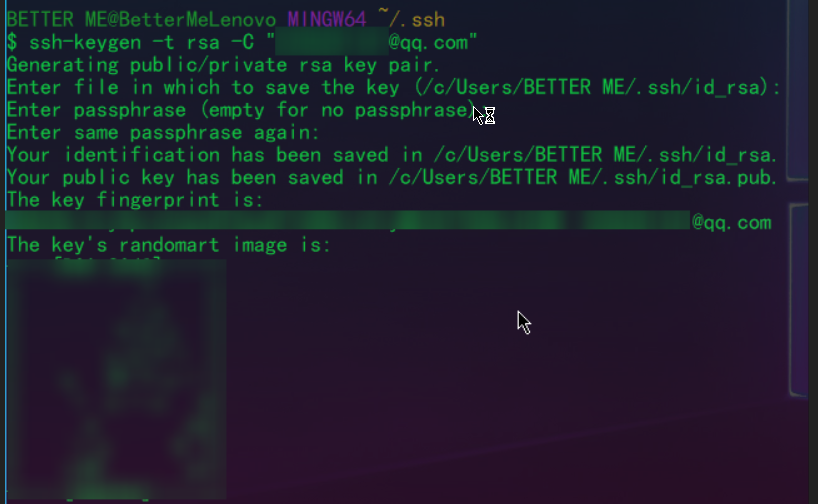 BETTER ME@BetterMeLenovo MINGW64 ~/.ssh
$ ssh-keygen -t rsa -C "@qq.com"
Generating public/private rsa key pair.
Enter file in which to save the key (/c/Users/BETTER ME/.ssh/id_rsa):
Enter passphrase (empty for no passphrase)
Enter same passphrase again:
Your identification has been saved in /c/Users/BETTER ME/.ssh/id_rsa.
Your public key has been saved in /c/Users/BETTER ME/.ssh/id_rsa.pub.
The key fingerprint is:
@qq.com
The key's randomart image is: